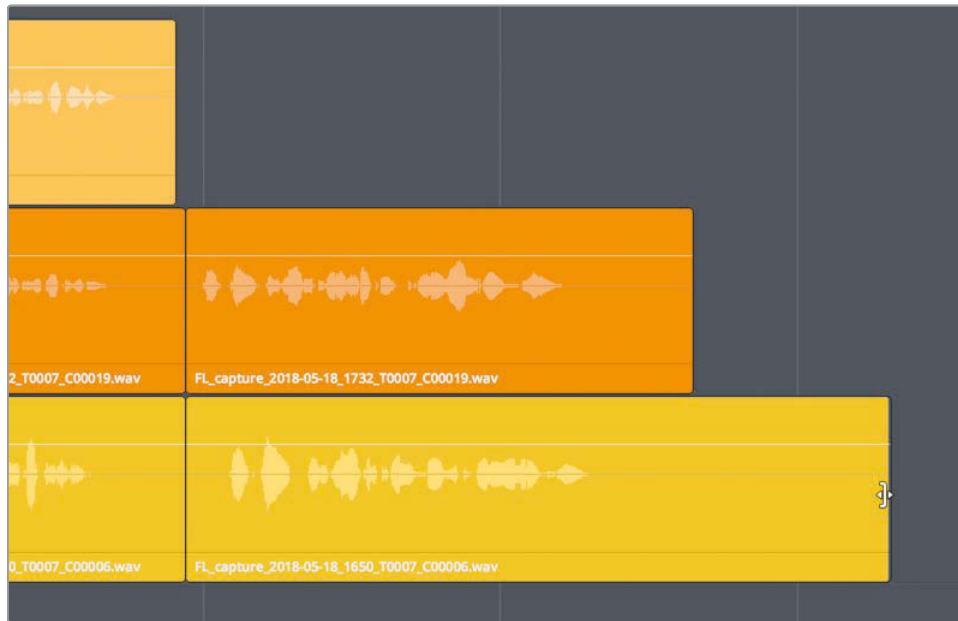 2_T0007_C00019.wav
FL_capture_2018-05-18_1732_T0007_C00019.wav
0_T0007_C00006.wav
FL_capture_2018-05-18_1650_T0007_C00006.wav